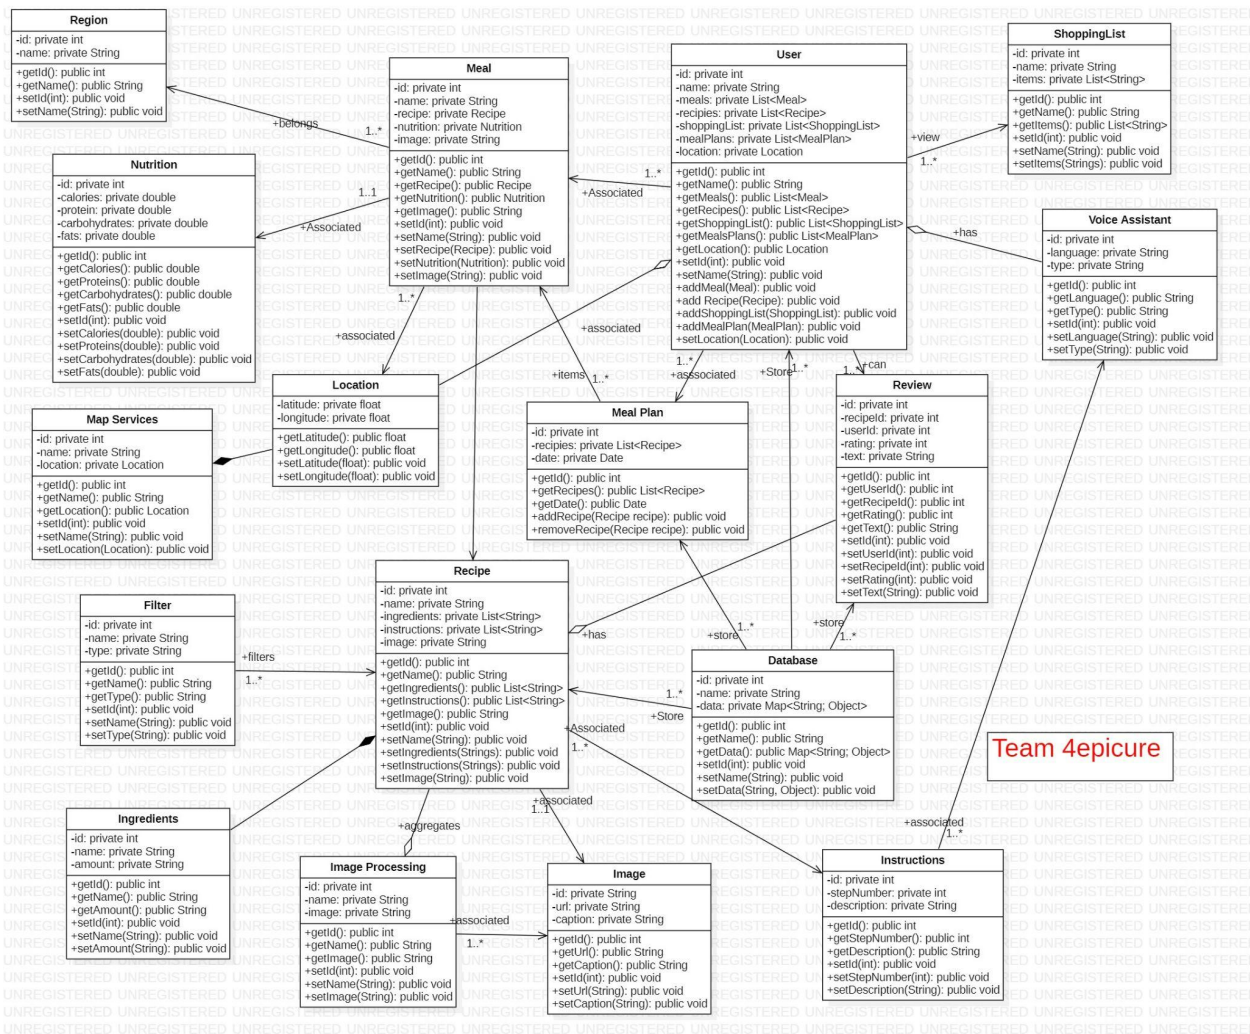 Region
-id: private int
-name: private String
+getId(): public int
+getName(): public String
+setId(int): public void
+setName(String): public void
+belongs
1..*
Meal
-id: private int
-name: private String
-recipe: private Recipe
-nutrition: private Nutrition
-image: private String
+getId(): public int
+getName(): public String
+getRecipe(): public Recipe
+getNutrition(): public Nutrition
+getImage(): public String
+setId(int): public void
+setName(String): public void
+setRecipe(Recipe): public void
+setNutrition(Nutrition): public void
+setImage(String): public void
User
-id: private int
-name: private String
-meals: private List<Meal>
-recipies: private List<Recipe>
-shoppingList: private List<ShoppingList>
-mealPlans: private List<MealPlan>
-location: private Location
+getId(): public int
+getName(): public String
+getMeals(): public List<Meal>
+getRecipes(): public List<Recipe>
+getShoppingList(): public List<ShoppingList>
+getMealsPlans(): public List<MealPlan>
+getLocation(): public Location
+setId(int): public void
+setName(String): public void
+addMeal(Meal): public void
+add Recipe(Recipe): public void
+addShoppingList(ShoppingList): public void
+addMealPlan(MealPlan): public void
+setLocation(Location): public void
ShoppingList
-id: private int
-name: private String
-items: private List<String>
+getId(): public int
+getName(): public String
+getItems(): public List<String>
+setId(int): public void
+setName(String): public void
+setItems(Strings): public void
+view
1..*
Nutrition
-id: private int
-calories: private double
-protein: private double
-carbohydrates: private double
-fats: private double
+getId(): public int
+getCalories(): public double
+getProteins(): public double
+getCarbohydrates(): public double
+getFats(): public double
+setId(int): public void
+setCalories(double): public void
+setProteins(double): public void
+setCarbohydrates(double): public void
+setFats(double): public void
1..1
+Associated
1..*
+Associated
Voice Assistant
-id: private int
-language: private String
-type: private String
+getId(): public int
+getLanguage(): public String
+getType(): public String
+setId(int): public void
+setLanguage(String): public void
+setType(String): public void
+has
1..*
+associated
+associated
+items
1..*
1..*
+asssociated
+Store
1..*
1..*
+can
Location
-latitude: private float
-longitude: private float
+getLatitude(): public float
+getLongitude(): public float
+setLatitude(float): public void
+setLongitude(float): public void
Map Services
-id: private int
-name: private String
-location: private Location
+getId(): public int
+getName(): public String
+getLocation(): public Location
+setId(int): public void
+setName(String): public void
+setLocation(Location): public void
Meal Plan
-id: private int
-recipies: private List<Recipe>
-date: private Date
+getId(): public int
+getRecipes(): public List<Recipe>
+getDate(): public Date
+addRecipe(Recipe recipe): public void
+removeRecipe(Recipe recipe): public void
Review
-id: private int
-recipeId: private int
-userId: private int
-rating: private int
-text: private String
+getId(): public int
+getUserId(): public int
+getRecipeId(): public int
+getRating(): public int
+getText(): public String
+setId(int): public void
+setUserId(int): public void
+setRecipeId(int): public void
+setRating(int): public void
+setText(String): public void
Recipe
-id: private int
-name: private String
-ingredients: private List<String>
-instructions: private List<String>
-image: private String
+getId(): public int
+getName(): public String
+getIngredients(): public List<String>
+getInstructions(): public List<String>
+getImage(): public String
+setId(int): public void
+setName(String): public void
+setIngredients(Strings): public void
+setInstructions(Strings): public void
+setImage(String): public void
+has
Filter
-id: private int
-name: private String
-type: private String
+getId(): public int
+getName(): public String
+getType(): public String
+setId(int): public void
+setName(String): public void
+setType(String): public void
+filters
1..*
1..*
+store
+store
1..*
Database
-id: private int
-name: private String
-data: private Map<String; Object>
+getId(): public int
+getName(): public String
+getData(): public Map<String; Object>
+setId(int): public void
+setName(String): public void
+setData(String, Object): public void
1..*
+Store
+Associated
1..*
Team 4epicure
Ingredients
-id: private int
-name: private String
-amount: private String
+getId(): public int
+getName(): public String
+getAmount(): public String
+setId(int): public void
+setName(String): public void
+setAmount(String): public void
+aggregates
+associated
1..1
+associated
1..*
Image Processing
-id: private int
-name: private String
-image: private String
+getId(): public int
+getName(): public String
+getImage(): public String
+setId(int): public void
+setName(String): public void
+setImage(String): public void
+associated
1..*
Image
-id: private String
-url: private String
-caption: private String
+getId(): public int
+getUrl(): public String
+getCaption(): public String
+setId(int): public void
+setUrl(String): public void
+setCaption(String): public void
Instructions
-id: private int
-stepNumber: private int
-description: private String
+getId(): public int
+getStepNumber(): public int
+getDescription(): public String
+setId(int): public void
+setStepNumber(int): public void
+setDescription(String): public void